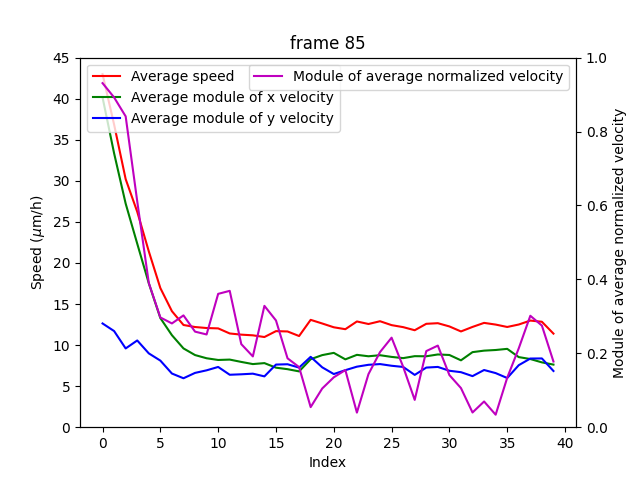 frame 85
Average speed
Average module of x velocity
Average module of y velocity
Module of average normalized velocity
Speed (μm/h)
45
40
35
30
25
20
15
10
5
0
1.0
0.8
0.6
0.4
0.2
0.0
Module of average normalized velocity
0 5 10 15 20 25 30 35 40
Index